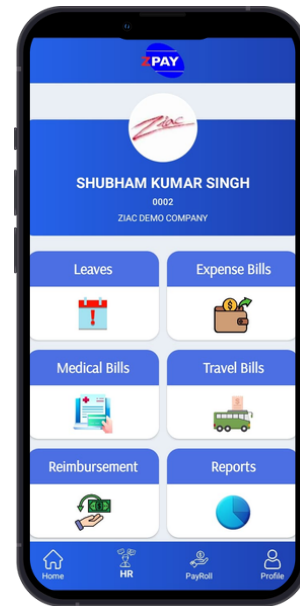 ZPAY
Ziac
SHUBHAM KUMAR SINGH
0002
ZIAC DEMO COMPANY
Leaves
Expense Bills
Medical Bills
Travel Bills
Reimbursement
Reports
Home
HR
PayRoll
Profile